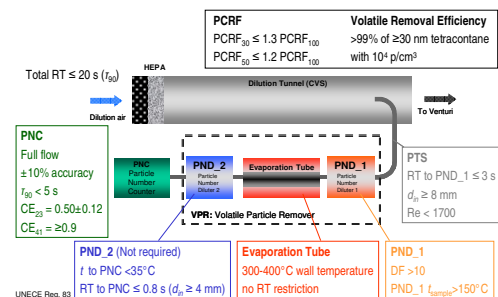 PCRF
Volatile Removal Efficiency
PCRF30 ≤ 1.3 PCRF100
>99% of ≥30 nm tetracontane
PCRF50 ≤ 1.2 PCRF100
with 10⁴ p/cm³
HEPA
Total RT ≤ 20 s (t90)
Dilution Tunnel (CVS)
Dilution air
To Venturi
PNC
Full flow
±10% accuracy
t90 < 5 s
CE23 = 0.50±0.12
CE41 = ≥0.9
PNC
Particle
Number
Counter
PND_2
Particle
Number
Diluter 2
Evaporation Tube
PND_1
Particle
Number
Diluter 1
VPR: Volatile Particle Remover
PTS
RT to PND_1 ≤ 3 s
din ≥ 8 mm
Re < 1700
PND_2 (Not required)
t to PNC <35°C
RT to PNC ≤ 0.8 s (din ≥ 4 mm)
Evaporation Tube
300-400°C wall temperature
no RT restriction
PND_1
DF >10
PND_1 tsample>150°C
UNECE Reg. 83